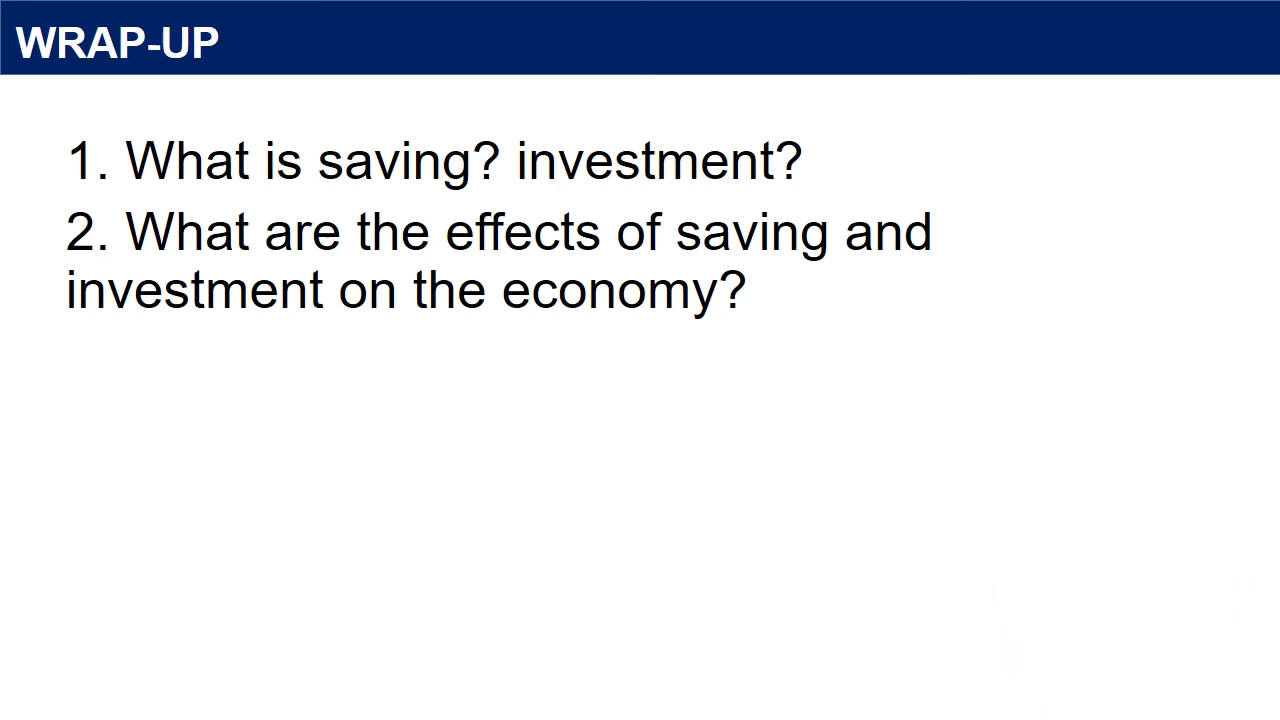 WRAP-UP
1. What is saving? investment?
2. What are the effects of saving and
investment on the economy?